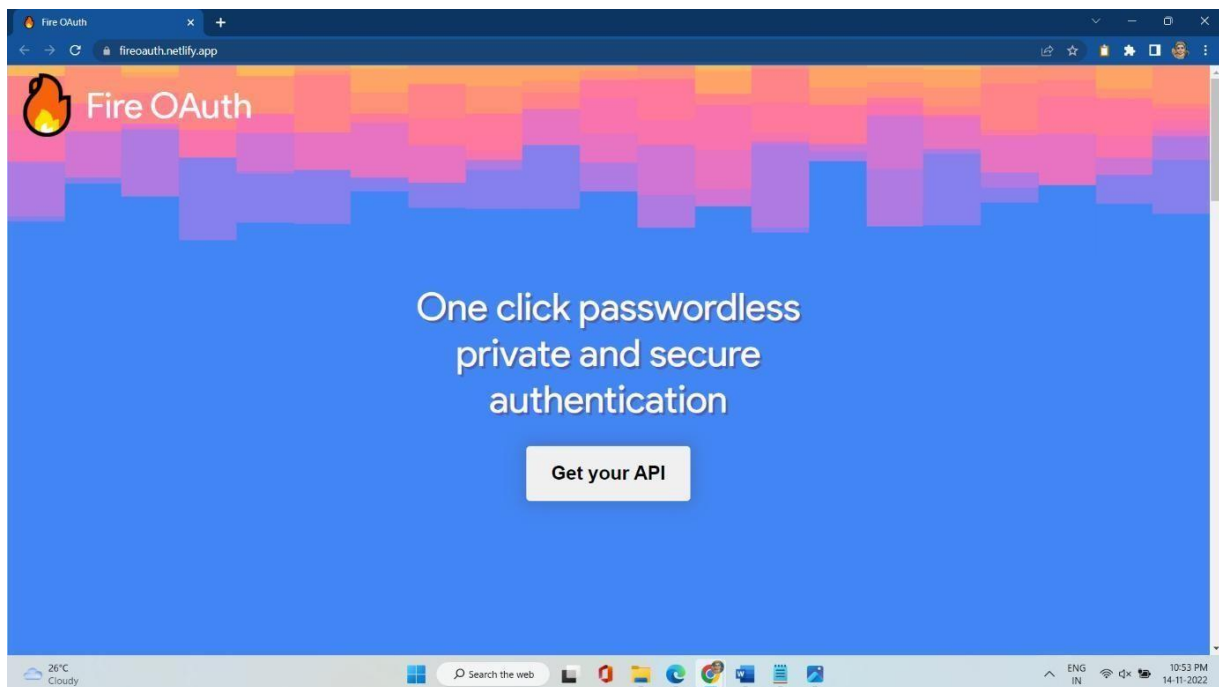 Fire OAuth
fireoauth.netlify.app
Fire OAuth
One click passwordless
private and secure
authentication
Get your API
26°C
Cloudy
Search the web
ENG
IN
10:53 PM
14-11-2022